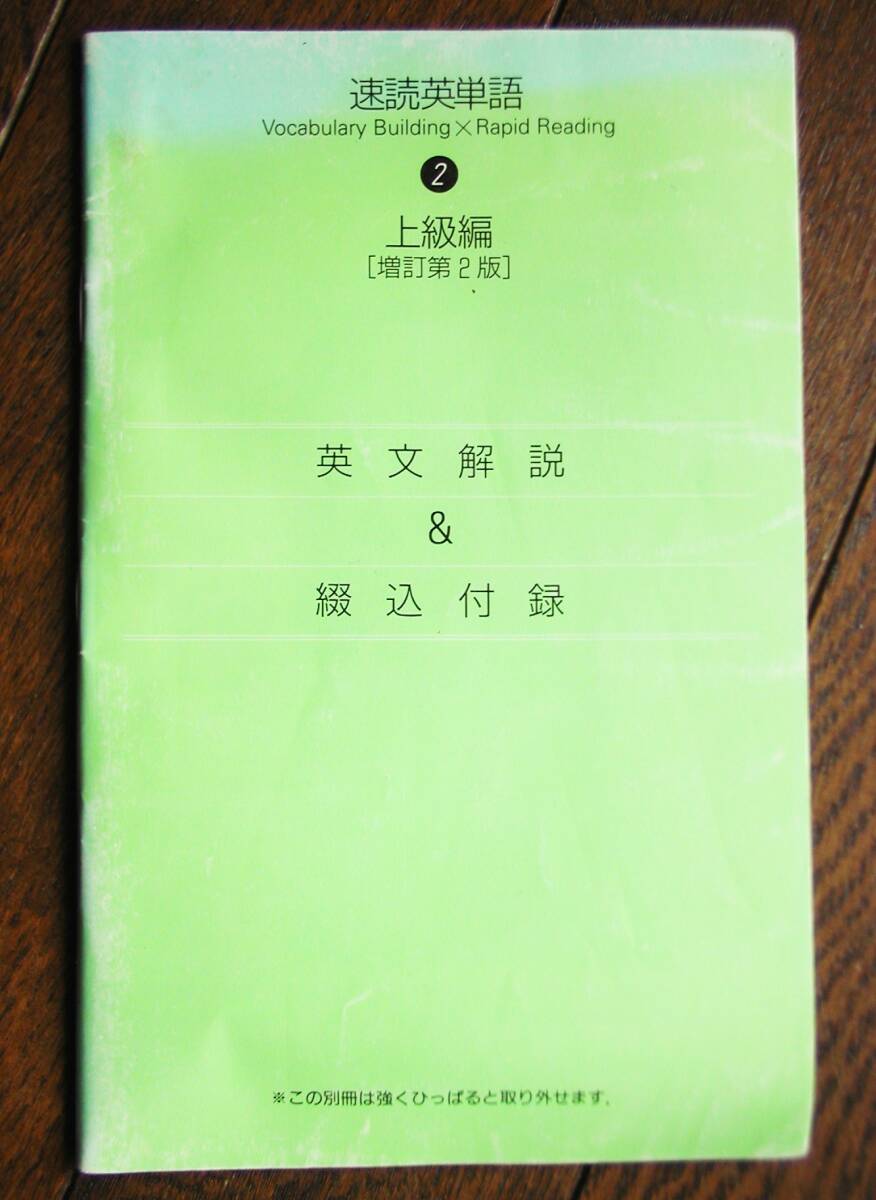 速読英単語
Vocabulary Building×Rapid Reading
2
上級編
[増訂第2版]
英文解説
&
綴込付録
※この別冊は強くひっぱると取り外せます。